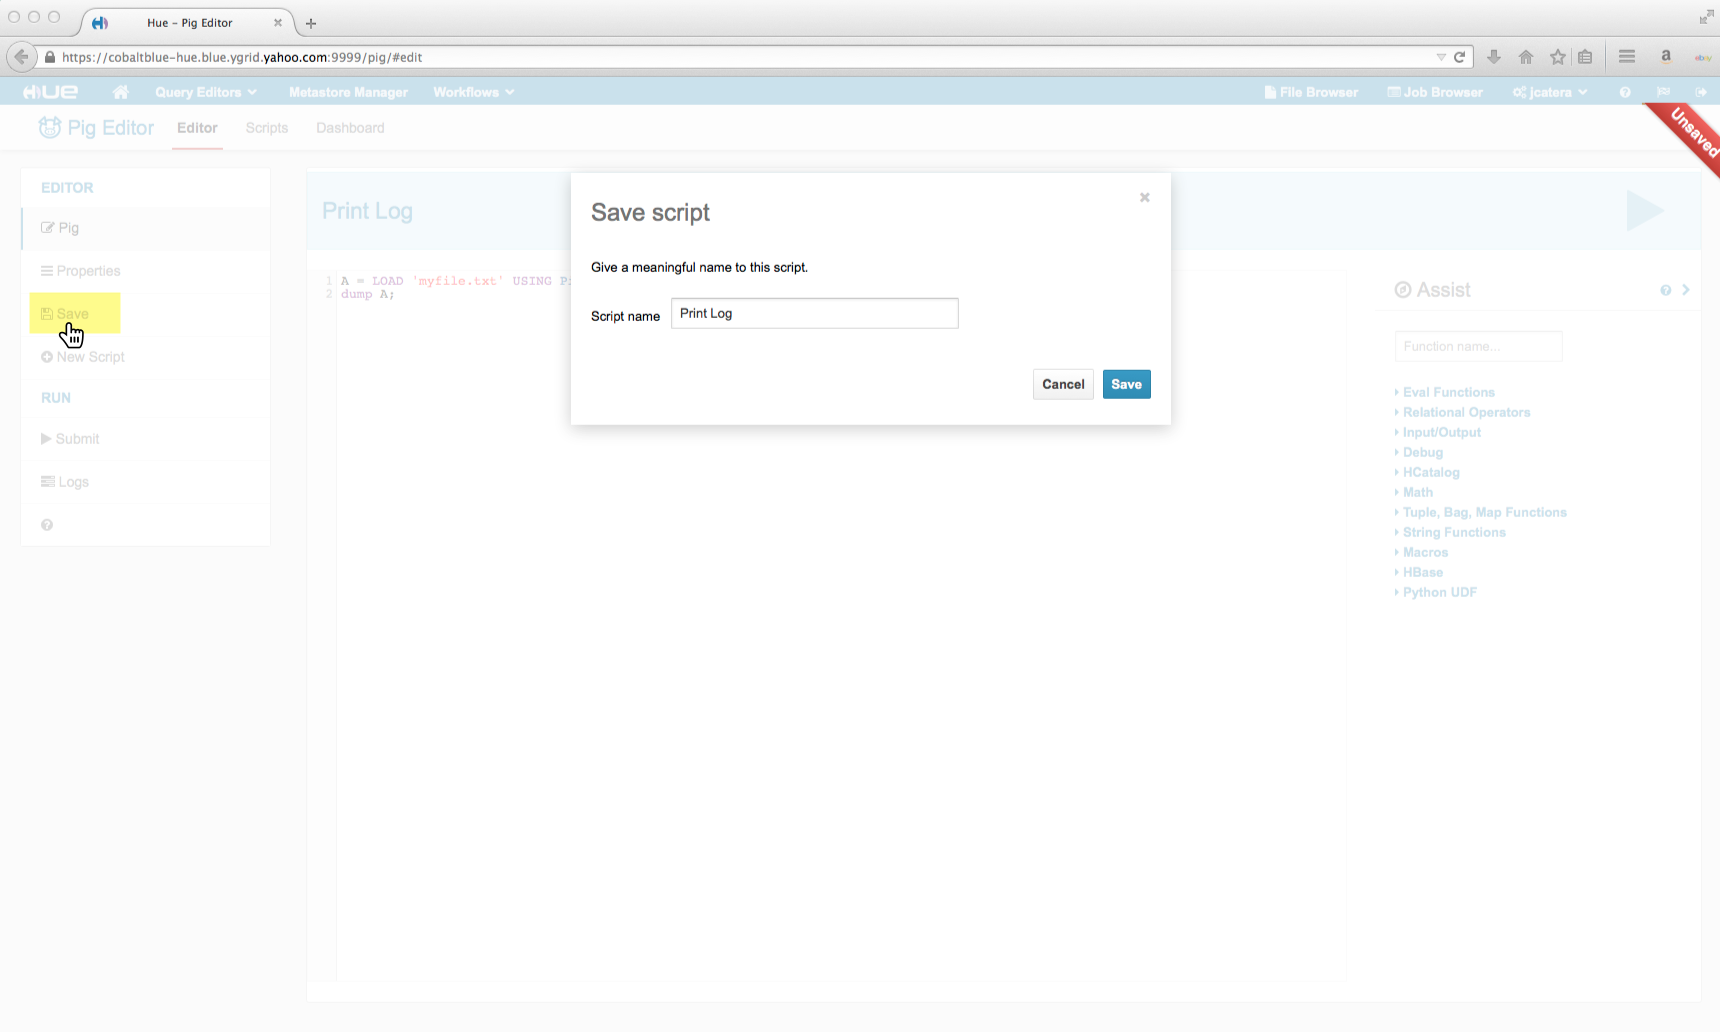 Hue – Pig Editor
https://cobaltblue-hue.blue.ygrid.yahoo.com:9999/pig/#edit
a
ebay
HUE Query Editors Metastore Manager Workflows File Browser Job Browser jcatera
Pig Editor Editor Scripts Dashboard
Unsaved
EDITOR
Pig
Properties
Save
New Script
RUN
Submit
Logs
Print Log
1 A = LOAD 'myfile.txt' USING P
2 dump A;
Save script
Give a meaningful name to this script.
Script name Print Log
Cancel Save
Assist
Function name...
Eval Functions
Relational Operators
Input/Output
Debug
HCatalog
Math
Tuple, Bag, Map Functions
String Functions
Macros
HBase
Python UDF